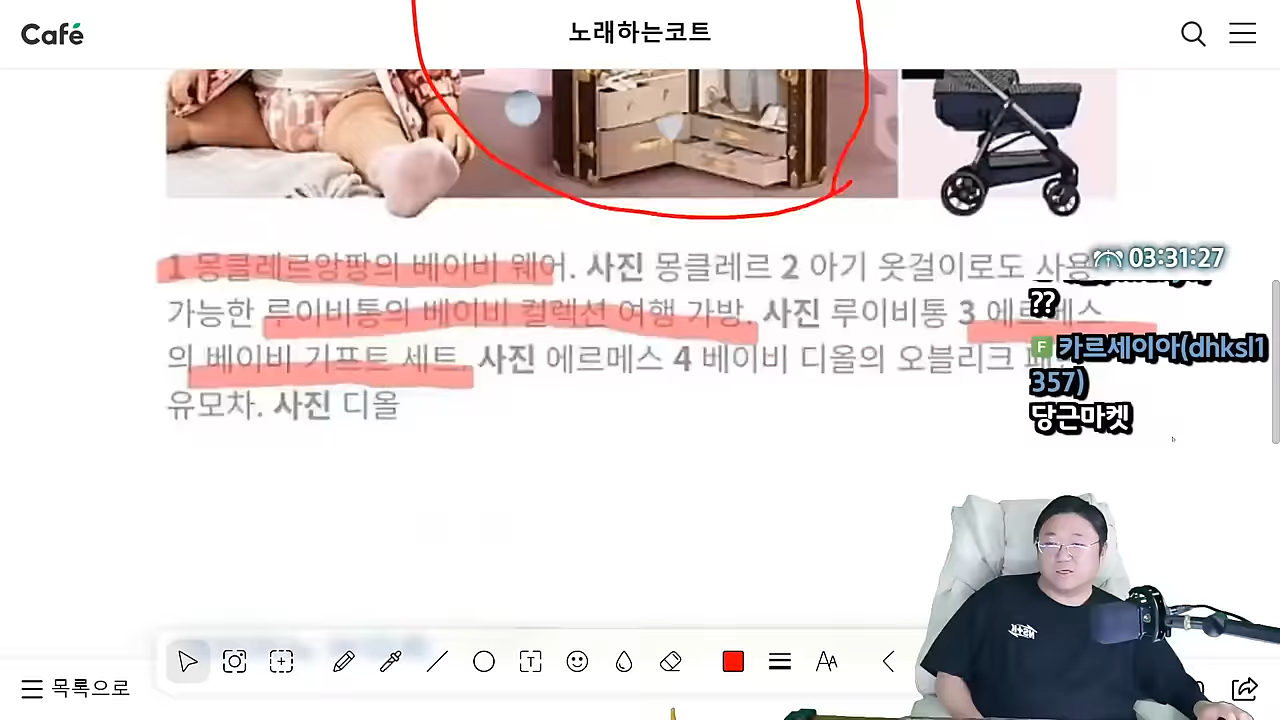 Café
노래하는코트
1 몽클레르앙팡의 베이비 웨어. 사진 몽클레르 2 아기 옷걸이로도 사용
가능한 루이비통의 베이비 컬렉션 여행 가방. 사진 루이비통 3 에르메스
의 베이비 기프트 세트. 사진 에르메스 4 베이비 디올의 오블리크
유모차. 사진 디올
03:31:27
??
F 카르세이아(dhksl1
357)
당근마켓
T
AA
목록으로